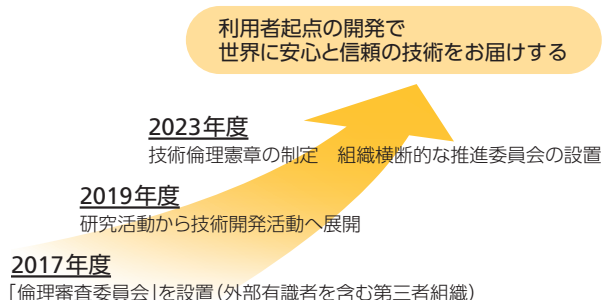 利用者起点の開発で
世界に安心と信頼の技術をお届けする
2023年度
技術倫理憲章の制定　組織横断的な推進委員会の設置
2019年度
研究活動から技術開発活動へ展開
2017年度
「倫理審査委員会」を設置（外部有識者を含む第三者組織）